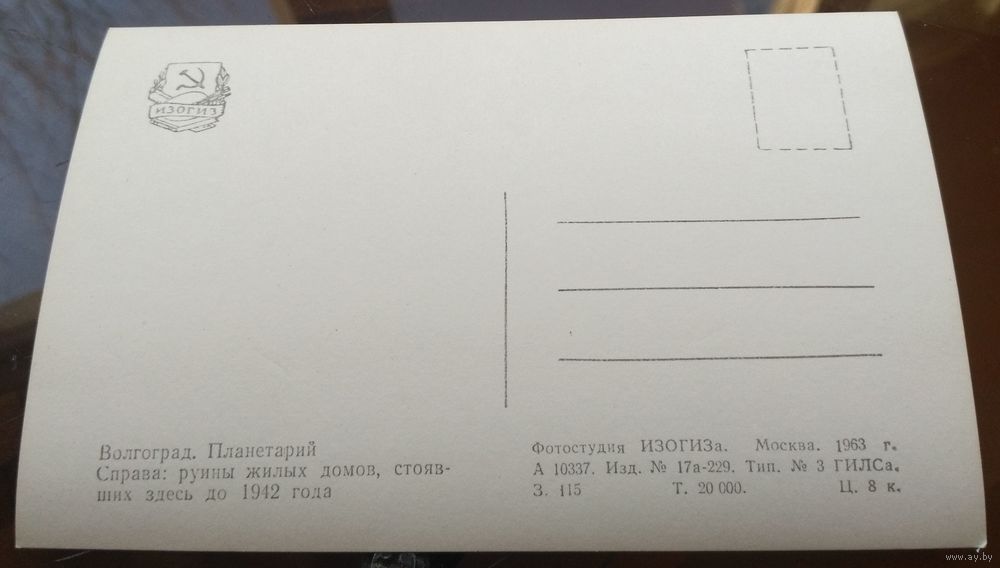 ИЗОГИЗ
Волгоград. Планетарий
Справа: руины жилых домов, стояв-
ших здесь до 1942 года
Фотостудия ИЗОГИЗа. Москва. 1963 г.
А 10337. Изд. № 17а-229. Тип. № 3 ГИЛСа.
З. 115 Т. 20 000. Ц. 8 к.
www.ay.by